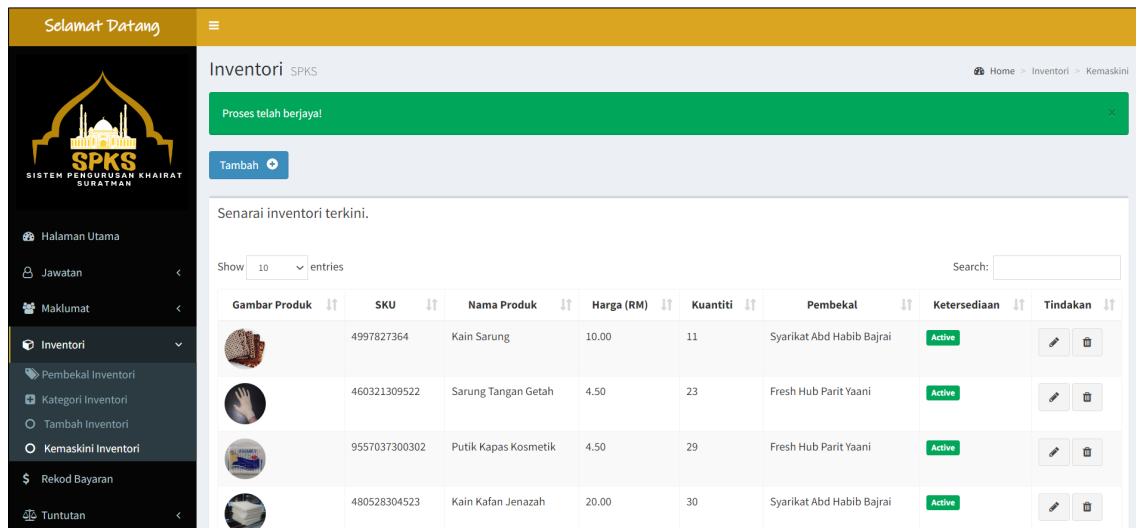 Selamat Datang
SPKS
SISTEM PENGURUSAN KHAIRAT
SURATMAN
Halaman Utama
Jawatan
Maklumat
Inventori
Pembekal Inventori
Kategori Inventori
Tambah Inventori
Kemaskini Inventori
$ Rekod Bayaran
Tuntutan
Inventori SPKS
Home > Inventori > Kemaskini
Proses telah berjaya!
×
Tambah
Senarai inventori terkini.
Show 10 entries
Search:
Gambar Produk SKU Nama Produk Harga (RM) Kuantiti Pembekal Ketersediaan Tindakan
4997827364 Kain Sarung 10.00 11 Syarikat Abd Habib Bajrai Active
460321309522 Sarung Tangan Getah 4.50 23 Fresh Hub Parit Yaani Active
9557037300302 Putik Kapas Kosmetik 4.50 29 Fresh Hub Parit Yaani Active
480528304523 Kain Kafan Jenazah 20.00 30 Syarikat Abd Habib Bajrai Active